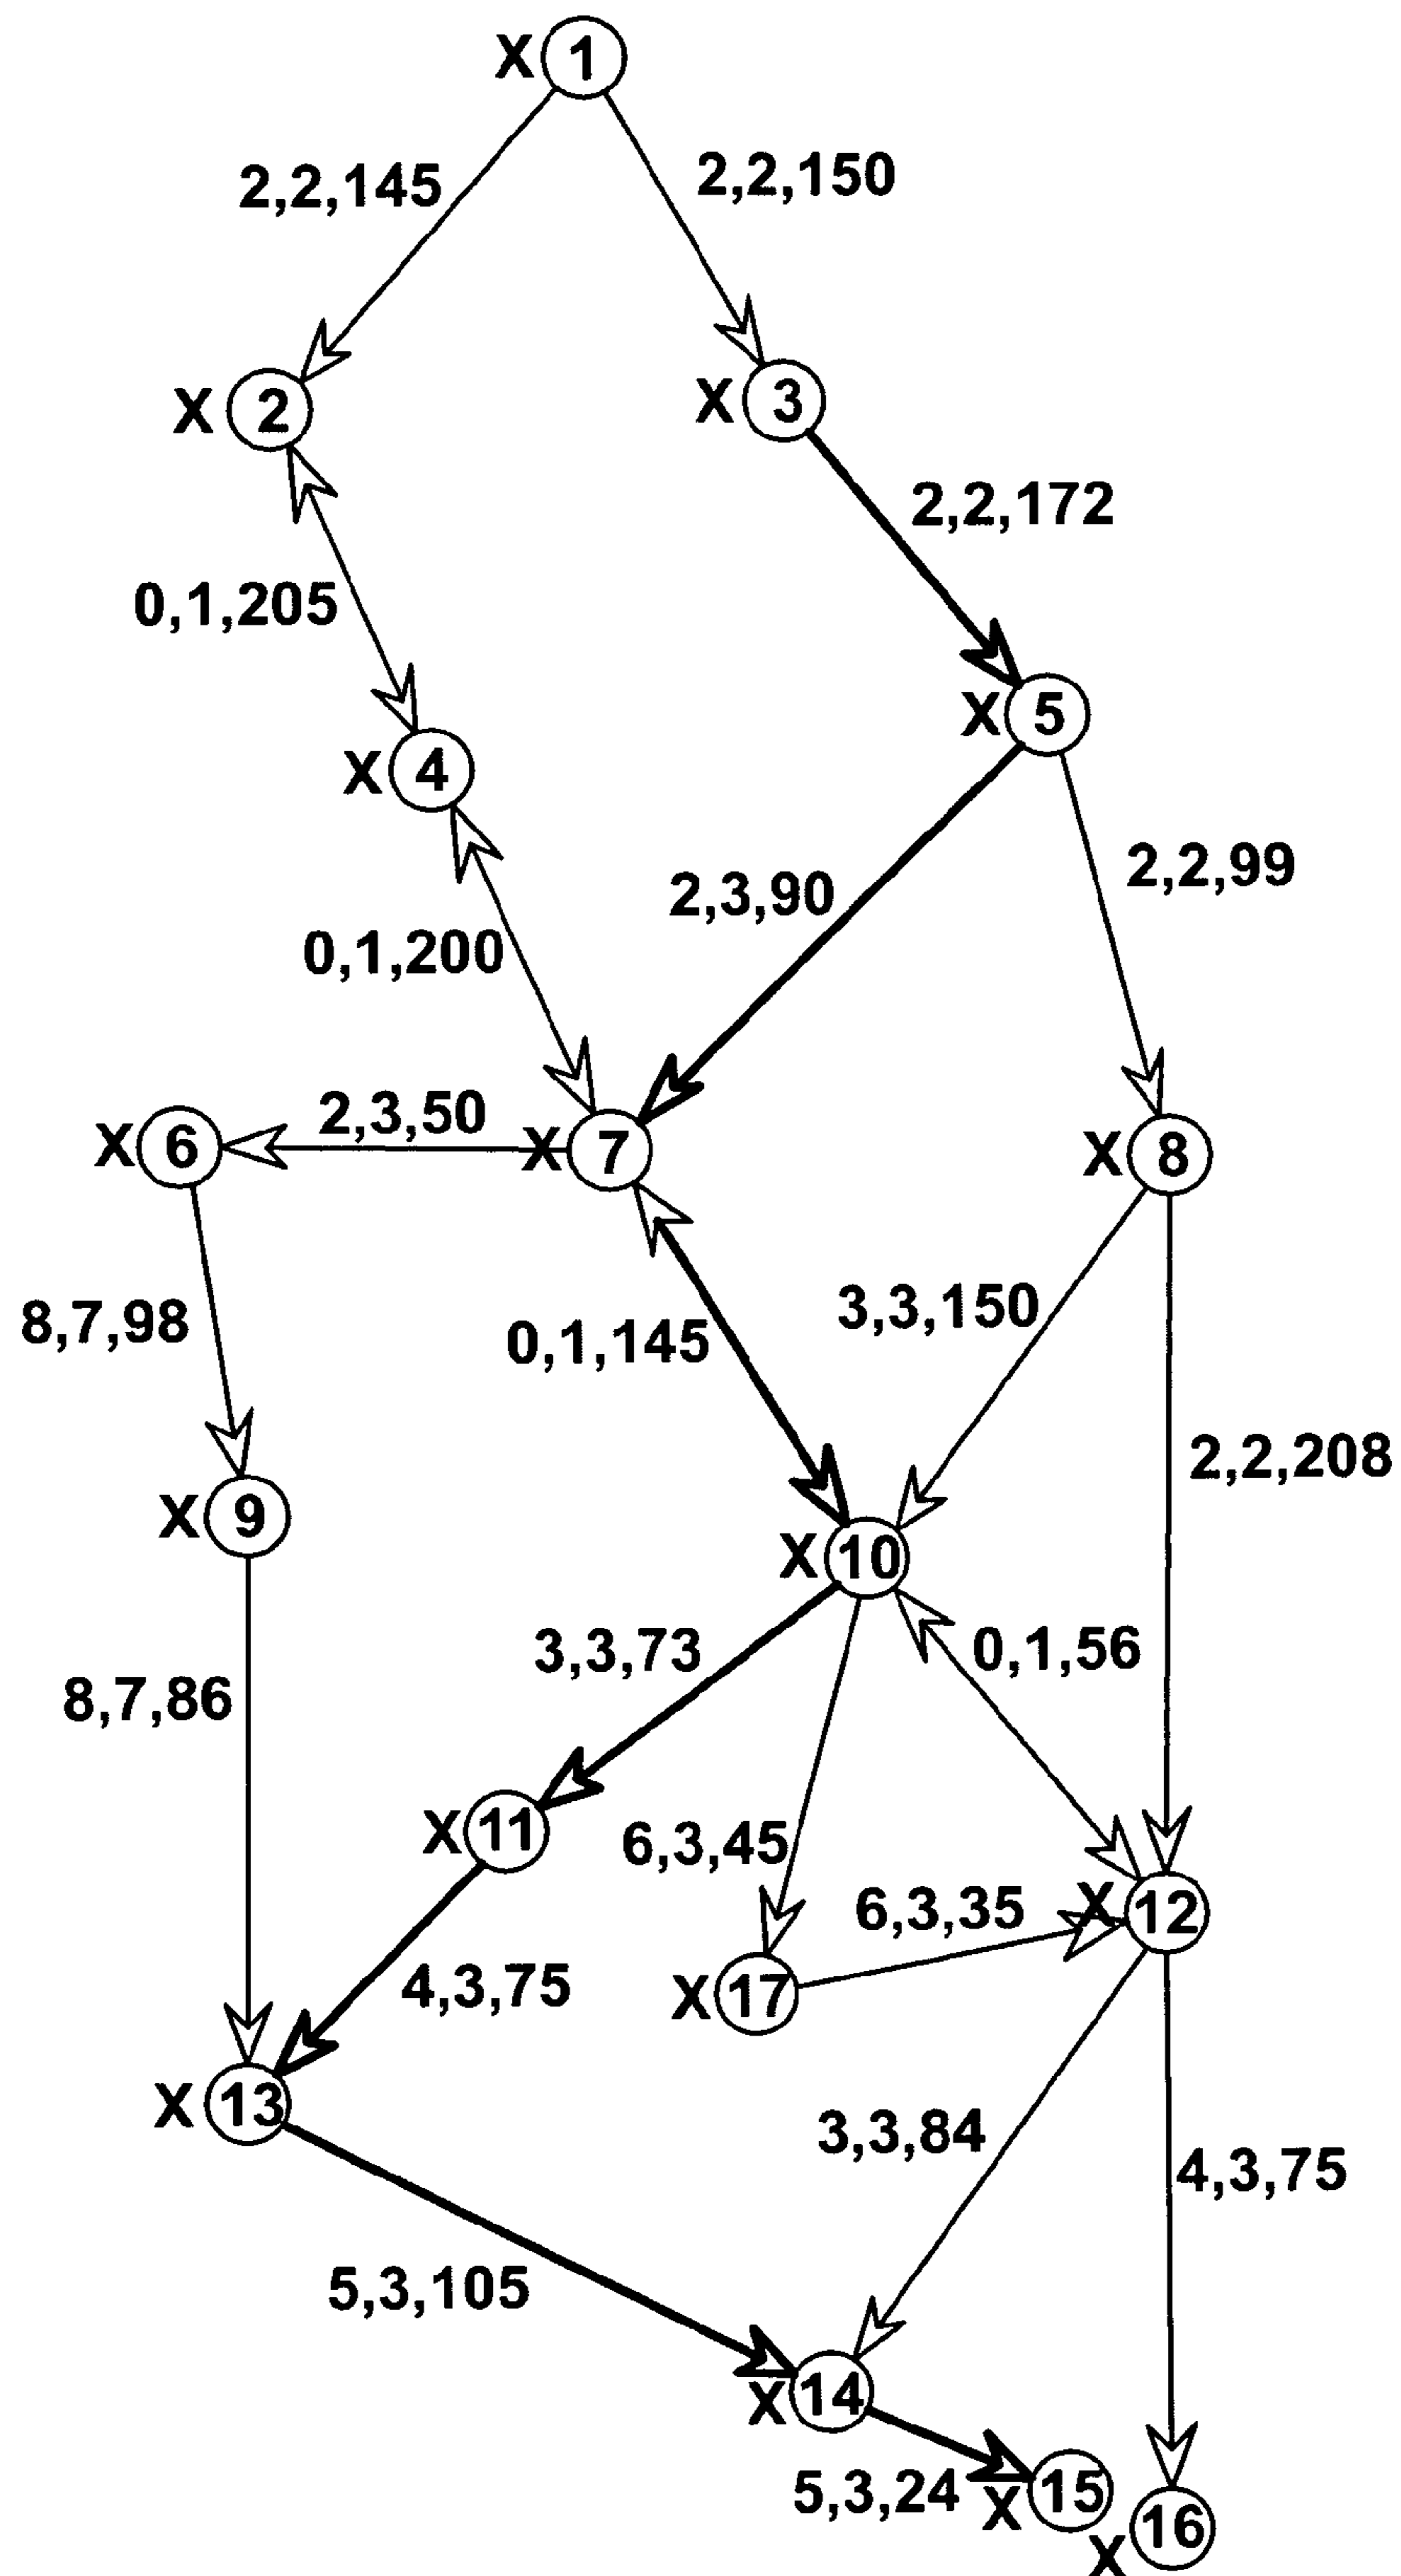 X 1
2,2,145
2,2,150
X 2
X 3
2,2,172
0,1,205
X 5
X 4
2,2,99
2,3,90
0,1,200
2,3,50
X 6
X 7
X 8
3,3,150
8,7,98
0,1,145
2,2,208
X 9
X 10
3,3,73
0,1,56
8,7,86
X 11
6,3,45
6,3,35
X 12
4,3,75
X 17
X 13
3,3,84
4,3,75
5,3,105
X 14
5,3,24
X 15
X 16